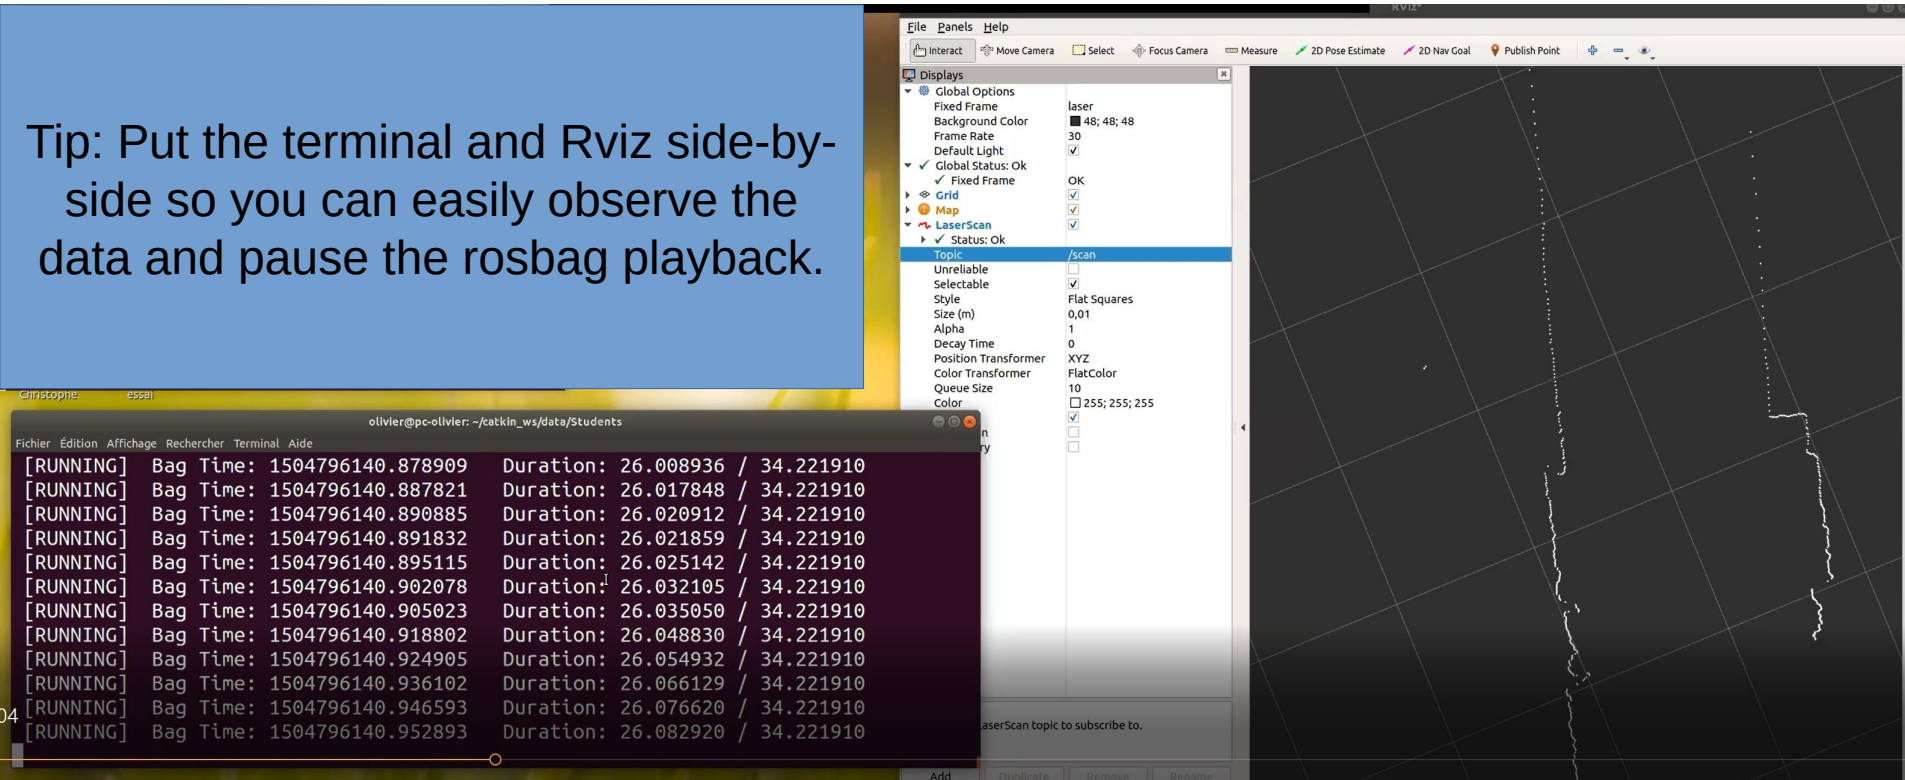 Tip: Put the terminal and Rviz side-by-
side so you can easily observe the
data and pause the rosbag playback.
Christophe essai
olivier@pc-olivier: ~/catkin_ws/data/Students
Fichier Édition Affichage Rechercher Terminal Aide
[RUNNING] Bag Time: 1504796140.878909 Duration: 26.008936 / 34.221910
[RUNNING] Bag Time: 1504796140.887821 Duration: 26.017848 / 34.221910
[RUNNING] Bag Time: 1504796140.890885 Duration: 26.020912 / 34.221910
[RUNNING] Bag Time: 1504796140.891832 Duration: 26.021859 / 34.221910
[RUNNING] Bag Time: 1504796140.895115 Duration: 26.025142 / 34.221910
[RUNNING] Bag Time: 1504796140.902078 Duration: 26.032105 / 34.221910
[RUNNING] Bag Time: 1504796140.905023 Duration: 26.035050 / 34.221910
[RUNNING] Bag Time: 1504796140.918802 Duration: 26.048830 / 34.221910
[RUNNING] Bag Time: 1504796140.924905 Duration: 26.054932 / 34.221910
[RUNNING] Bag Time: 1504796140.936102 Duration: 26.066129 / 34.221910
[RUNNING] Bag Time: 1504796140.946593 Duration: 26.076620 / 34.221910
[RUNNING] Bag Time: 1504796140.952893 Duration: 26.082920 / 34.221910
04
RViz*
File Panels Help
Interact Move Camera Select Focus Camera Measure 2D Pose Estimate 2D Nav Goal Publish Point
Displays
Global Options
Fixed Frame laser
Background Color 48; 48; 48
Frame Rate 30
Default Light
Global Status: Ok
Fixed Frame OK
Grid
Map
LaserScan
Status: Ok
Topic /scan
Unreliable
Selectable
Style Flat Squares
Size (m) 0,01
Alpha 1
Decay Time 0
Position Transformer XYZ
Color Transformer FlatColor
Queue Size 10
Color 255; 255; 255
n
ry
aserScan topic to subscribe to.
Add Duplicate Remove Rename